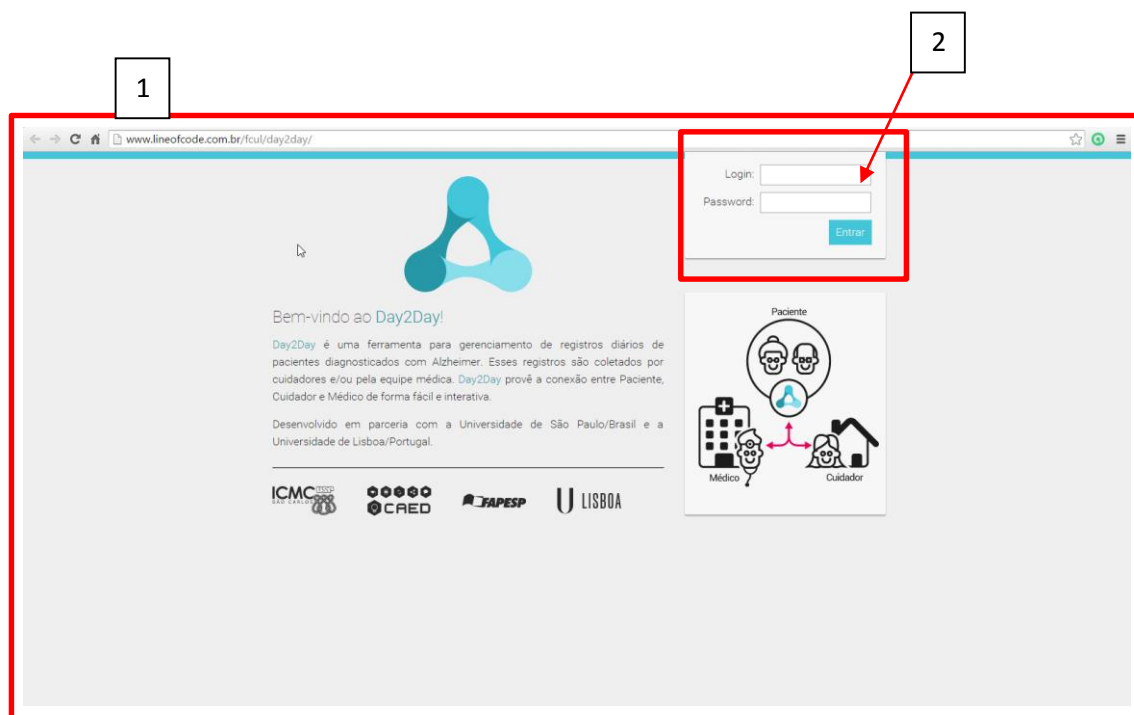 2
1
www.lineofcode.com.br/fcul/day2day/
Login:
Password:
Entrar
Bem-vindo ao Day2Day!
Day2Day é uma ferramenta para gerenciamento de registros diários de
pacientes diagnosticados com Alzheimer. Esses registros são coletados por
cuidadores e/ou pela equipe médica. Day2Day provê a conexão entre Paciente,
Cuidador e Médico de forma fácil e interativa.
Desenvolvido em parceria com a Universidade de São Paulo/Brasil e a
Universidade de Lisboa/Portugal.
ICMC USP
SÃO CARLOS
CAED
FAPESP
U LISBOA
Paciente
Médico
Cuidador